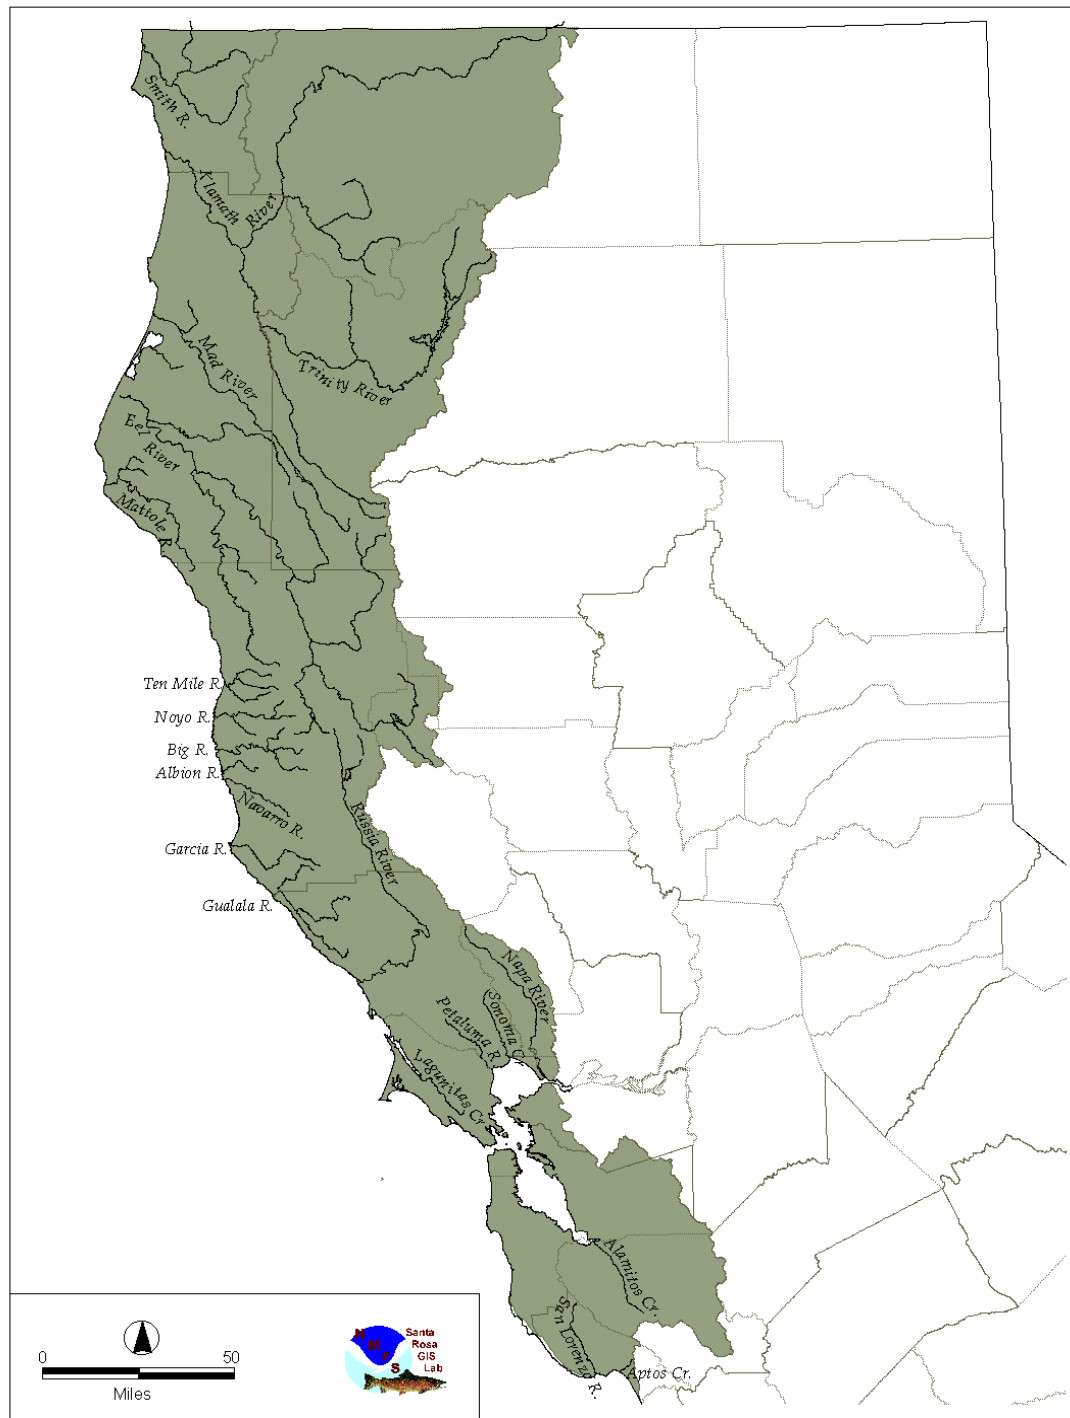 Smith R.
Klamath River
Mad River
Trinity River
Eel River
Mattole R.
Ten Mile R.
Noyo R.
Big R.
Albion R.
Navarro R.
Russia River
Garcia R.
Gualala R.
Napa River
Sonoma C.
Petaluma R.
Lagunitas Cr.
Alamitos Cr.
San Lorenzo R.
Aptos Cr.
0 50
Miles
N M F S
Santa
Rosa
GIS
Lab